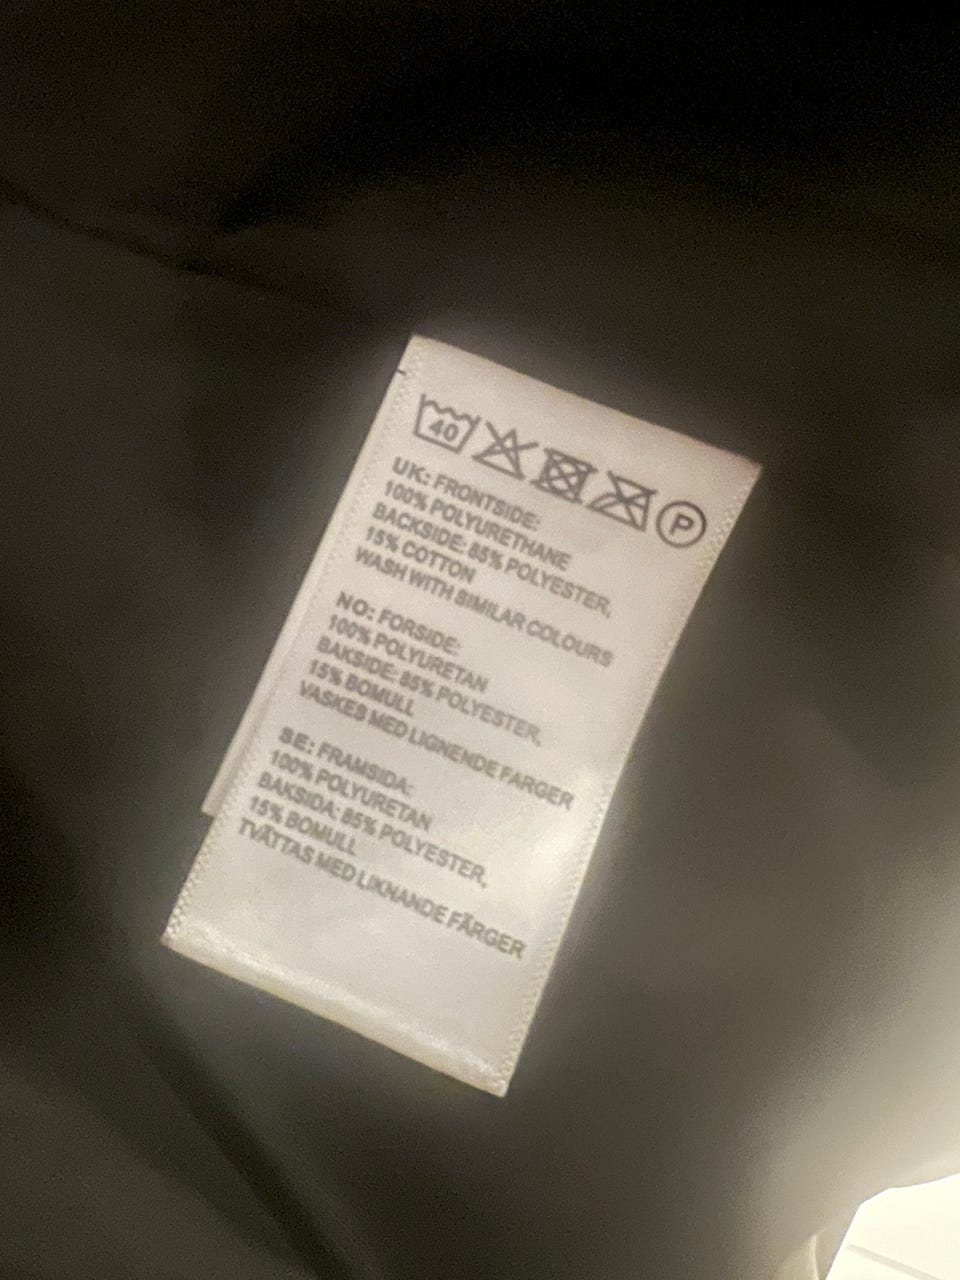 40 P
UK: FRONTSIDE:
100% POLYURETHANE
BACKSIDE: 85% POLYESTER,
15% COTTON
WASH WITH SIMILAR COLOURS
NO: FORSIDE:
100% POLYURETAN
BAKSIDE: 85% POLYESTER,
15% BOMULL
VASKES MED LIGNENDE FARGER
SE: FRAMSIDA:
100% POLYURETAN
BAKSIDA: 85% POLYESTER,
15% BOMULL
TVÄTTAS MED LIKNANDE FÄRGER